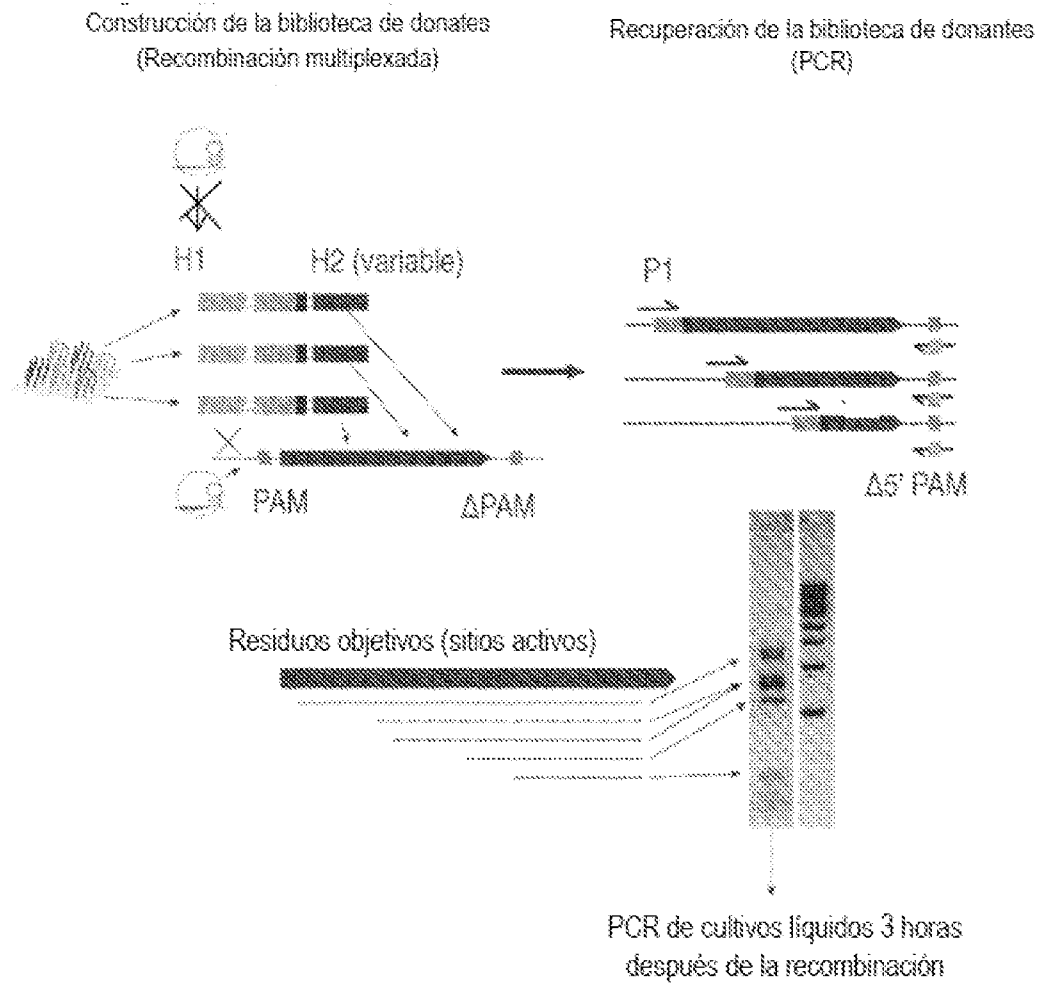 Construcción de la biblioteca de donates
(Recombinación multiplexada)
Recuperación de la biblioteca de donantes
(PCR)
H1
H2 (variable)
P1
PAM
ΔPAM
Δ5' PAM
Residuos objetivos (sitios activos)
PCR de cultivos líquidos 3 horas
después de la recombinación